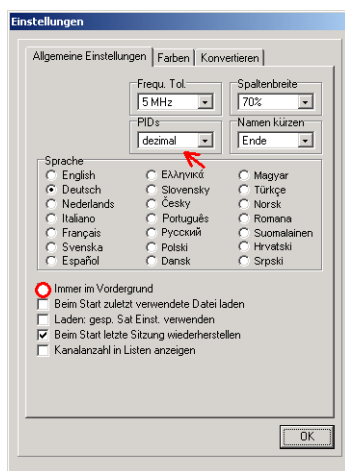 Einstellungen
Allgemeine Einstellungen Farben Konvertieren
Frequ. Tol. Spaltenbreite
5 MHz 70%
PIDs Namen kürzen
dezimal Ende
Sprache
English Ελληνικά Magyar
Deutsch Slovensky Türkçe
Nederlands Česky Norsk
Italiano Português Romana
Français Русский Suomalainen
Svenska Polski Hrvatski
Español Dansk Srpski
Immer im Vordergrund
Beim Start zuletzt verwendete Datei laden
Laden: gesp. Sat Einst. verwenden
Beim Start letzte Sitzung wiederherstellen
Kanalanzahl in Listen anzeigen
OK